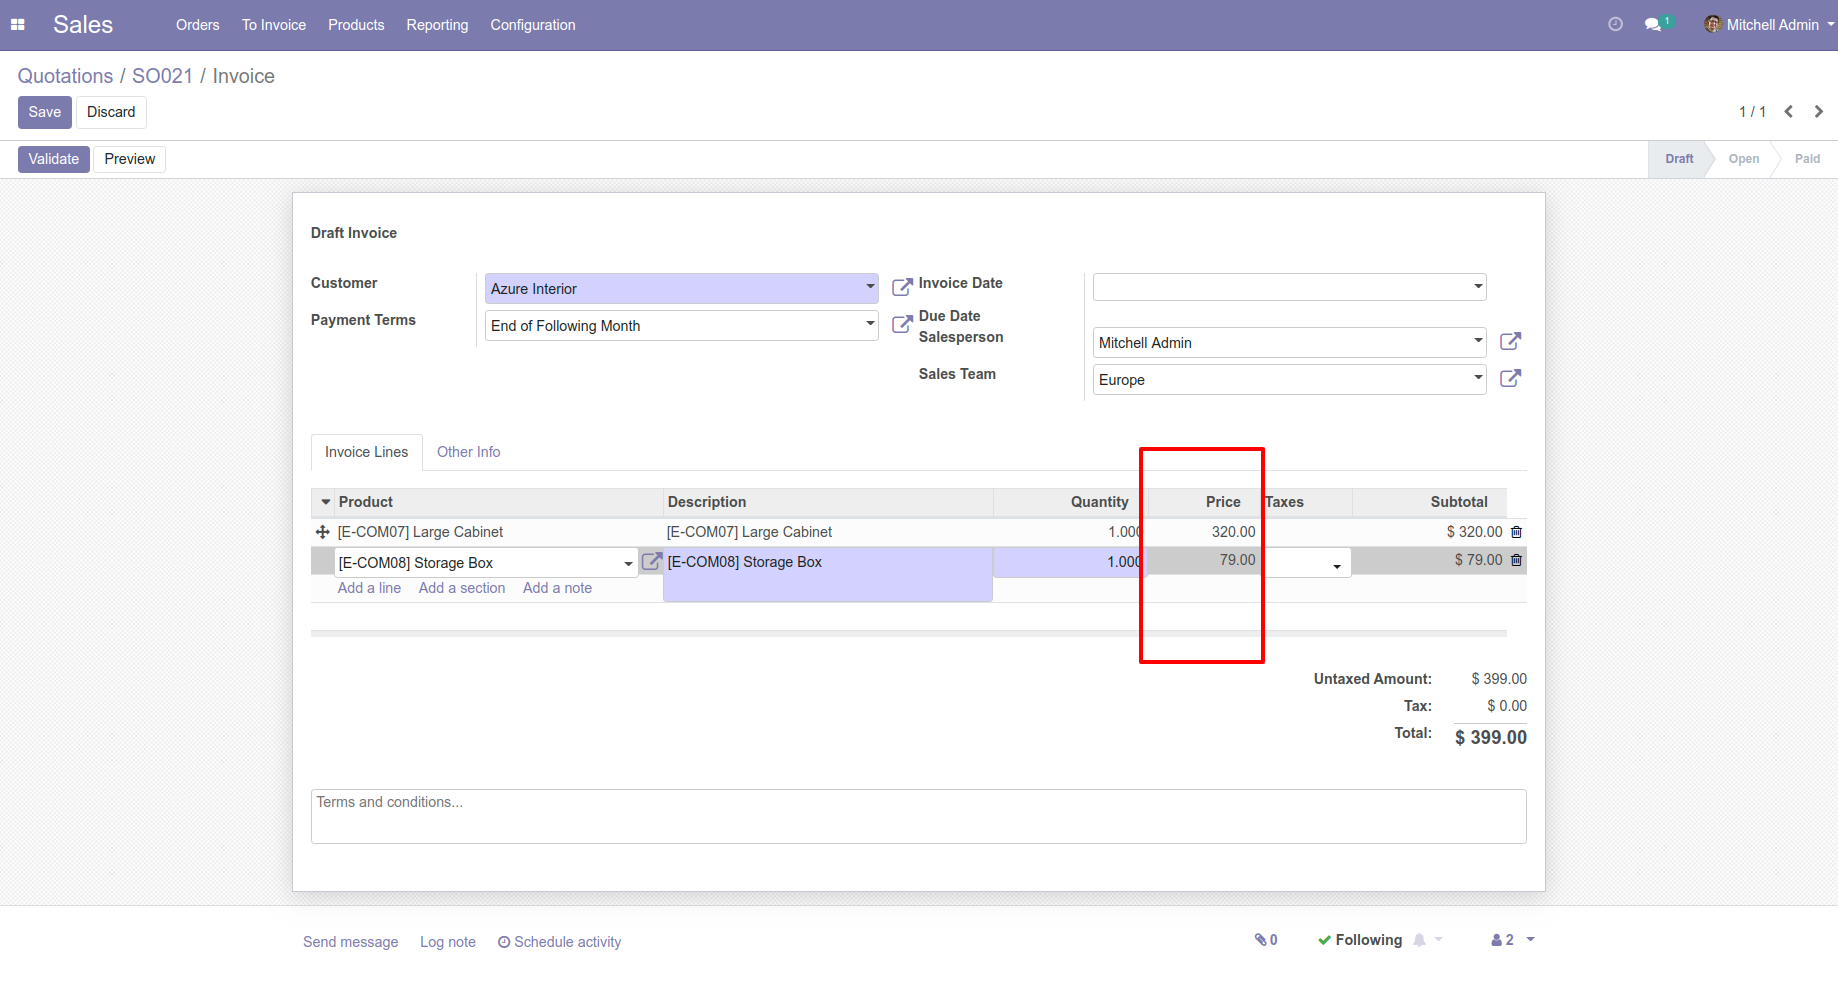 Sales Orders To Invoice Products Reporting Configuration 1 Mitchell Admin
Quotations / SO021 / Invoice
Save Discard 1 / 1
Validate Preview Draft Open Paid
Draft Invoice
Customer Azure Interior Invoice Date
Payment Terms End of Following Month Due Date
Salesperson Mitchell Admin
Sales Team Europe
Invoice Lines Other Info
Product Description Quantity Price Taxes Subtotal
[E-COM07] Large Cabinet [E-COM07] Large Cabinet 1.000 320.00 $ 320.00
[E-COM08] Storage Box [E-COM08] Storage Box 1.000 79.00 $ 79.00
Add a line Add a section Add a note
Untaxed Amount: $ 399.00
Tax: $ 0.00
Total: $ 399.00
Terms and conditions...
Send message Log note Schedule activity 0 Following 2